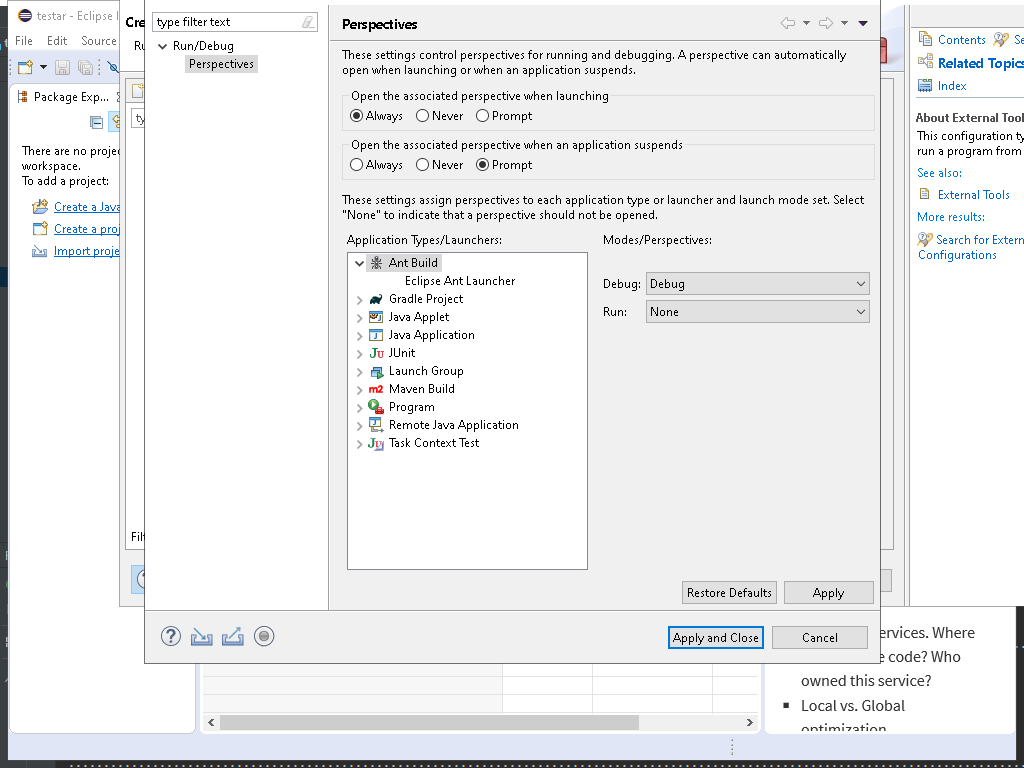 testar - Eclipse I
File Edit Source
Package Exp...
There are no proje
workspace.
To add a project:
Create a Java
Create a proj
Import proje
Cre
Ru
ty
Filt
type filter text
Run/Debug
Perspectives
Perspectives
These settings control perspectives for running and debugging. A perspective can automatically
open when launching or when an application suspends.
Open the associated perspective when launching
Always Never Prompt
Open the associated perspective when an application suspends
Always Never Prompt
These settings assign perspectives to each application type or launcher and launch mode set. Select
"None" to indicate that a perspective should not be opened.
Application Types/Launchers:
Modes/Perspectives:
Ant Build
Eclipse Ant Launcher
Gradle Project
Java Applet
Java Application
JUnit
Launch Group
Maven Build
Program
Remote Java Application
Task Context Test
Debug: Debug
Run: None
Restore Defaults Apply
Apply and Close Cancel
Contents Se
Related Topics
Index
About External Tool
This configuration ty
run a program from
See also:
External Tools
More results:
Search for Extern
Configurations
ervices. Where
e code? Who
owned this service?
Local vs. Global
optimization